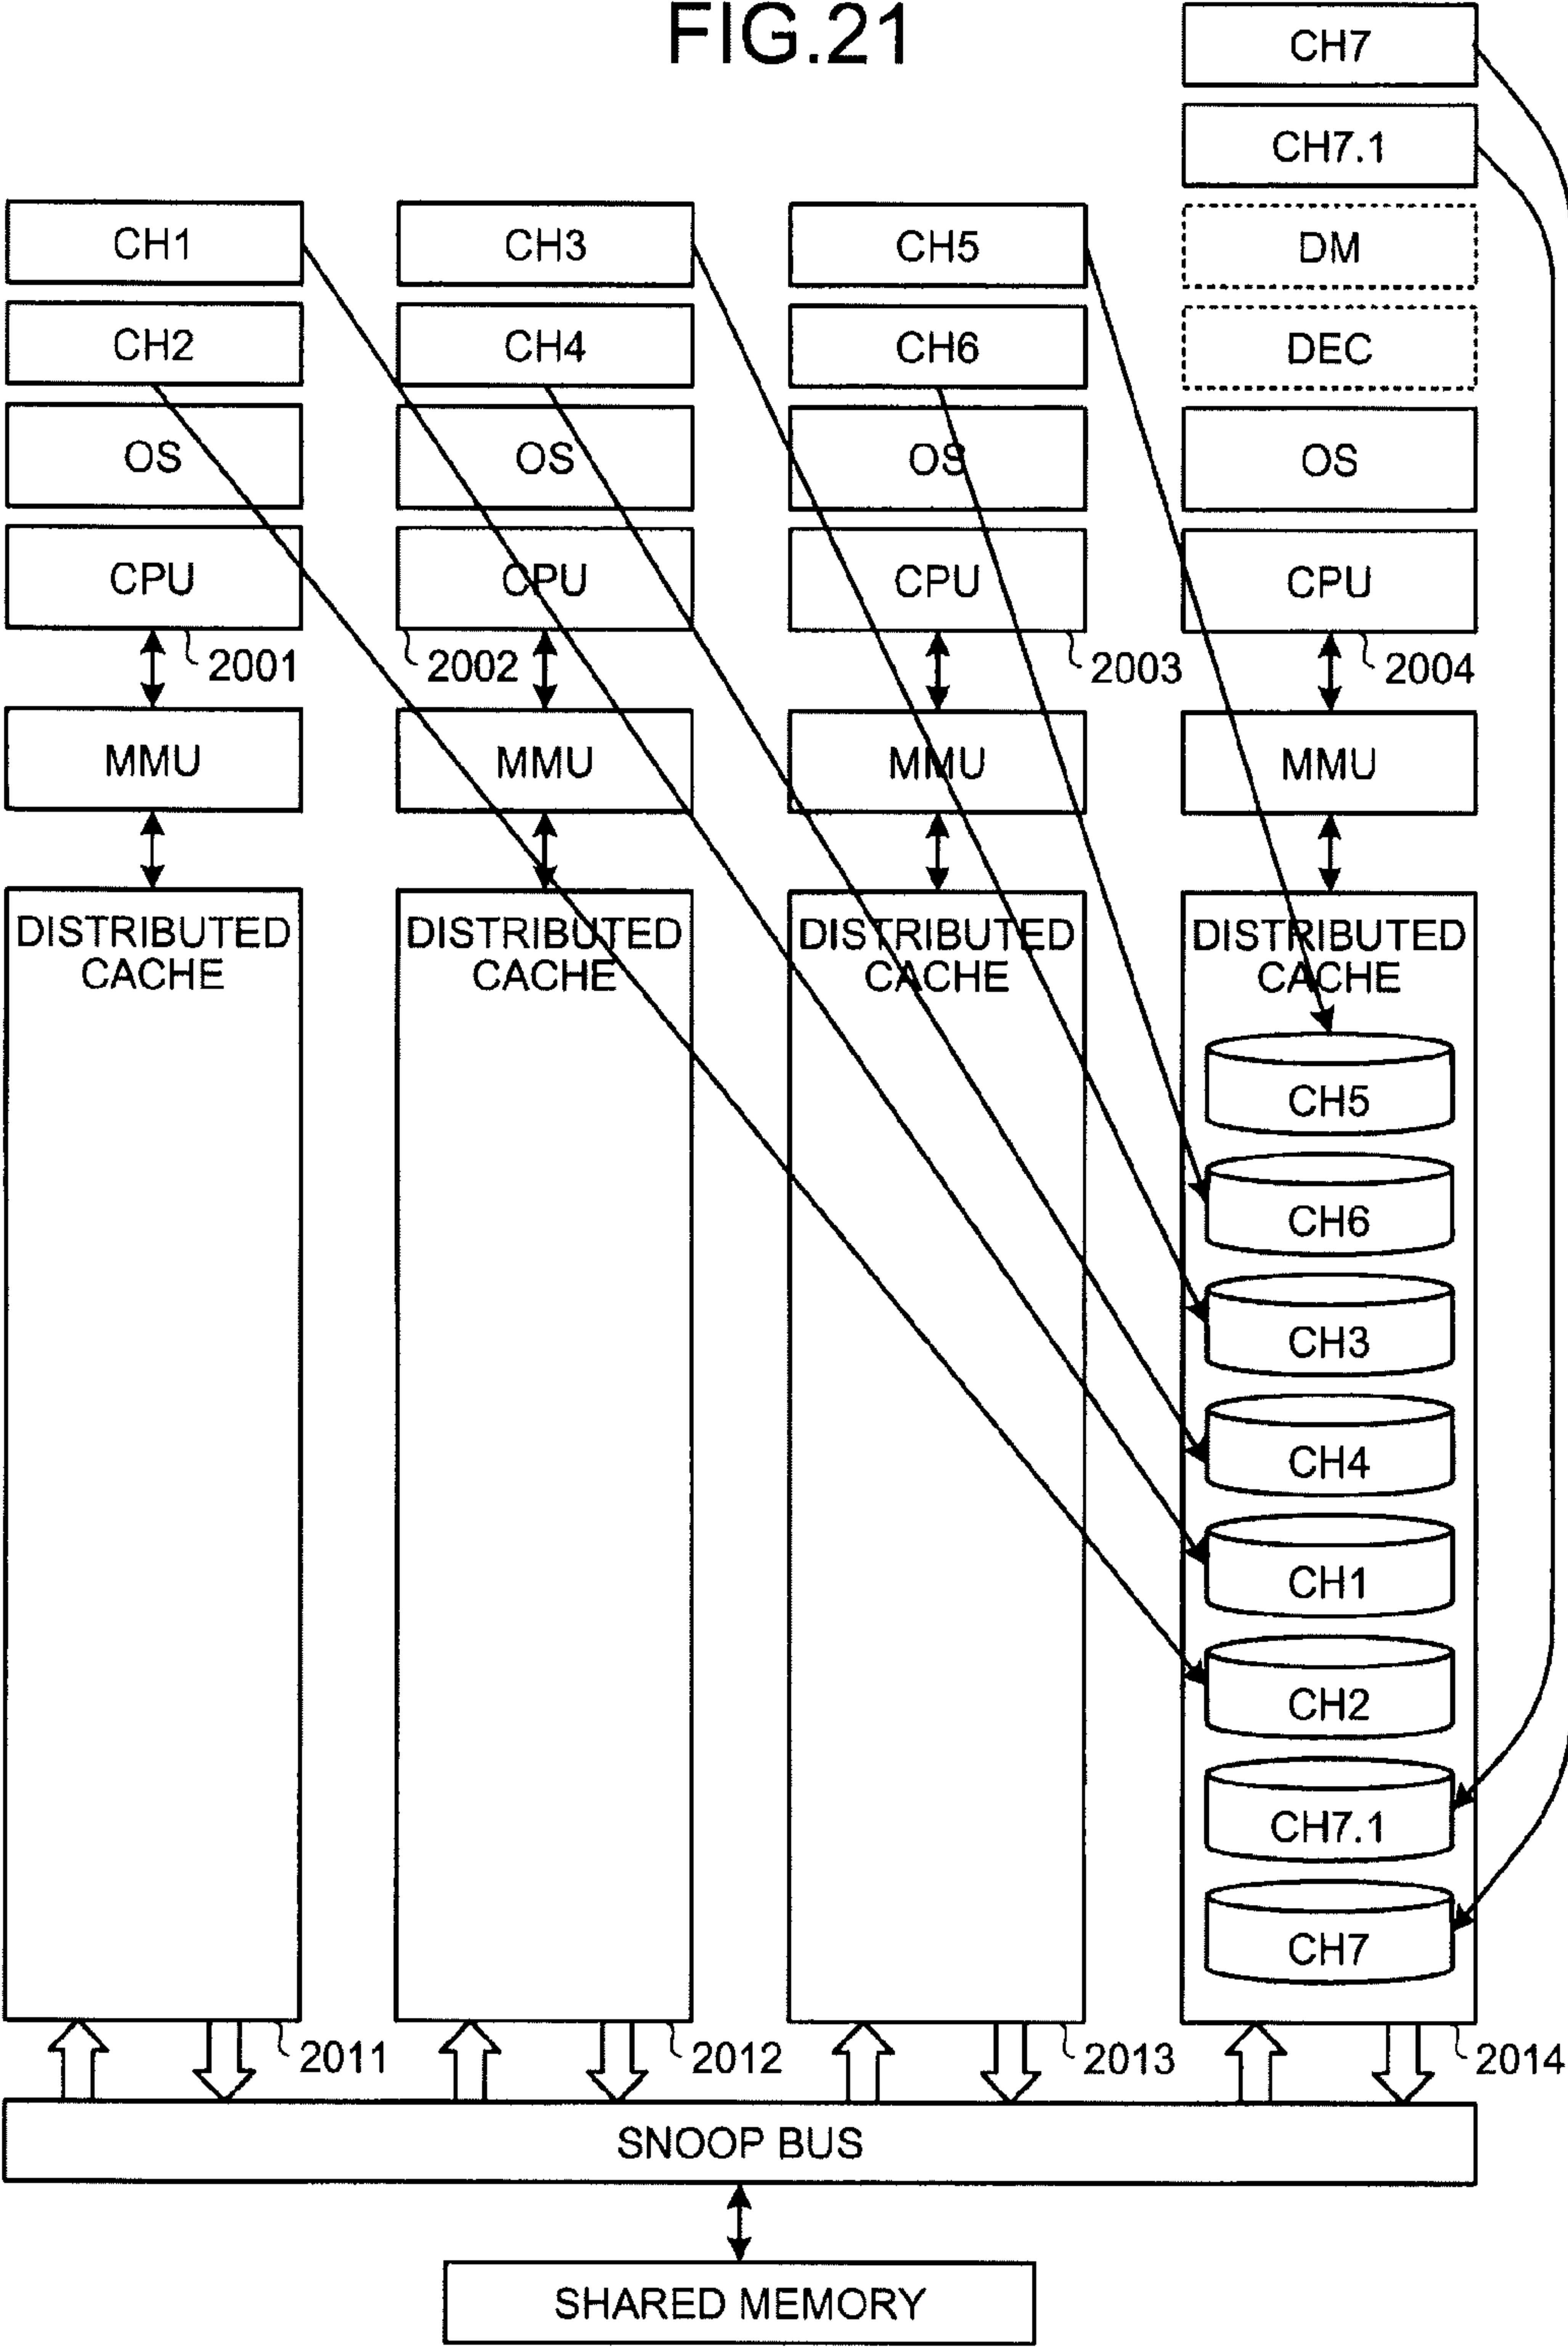 FIG.21
CH7
CH7.1
CH1
CH3
CH5
DM
CH2
CH4
CH6
DEC
OS
OS
OS
OS
CPU
CPU
CPU
CPU
2001
2002
2003
2004
MMU
MMU
MMU
MMU
DISTRIBUTED
CACHE
DISTRIBUTED
CACHE
DISTRIBUTED
CACHE
DISTRIBUTED
CACHE
CH5
CH6
CH3
CH4
CH1
CH2
CH7.1
CH7
2011
2012
2013
2014
SNOOP BUS
SHARED MEMORY